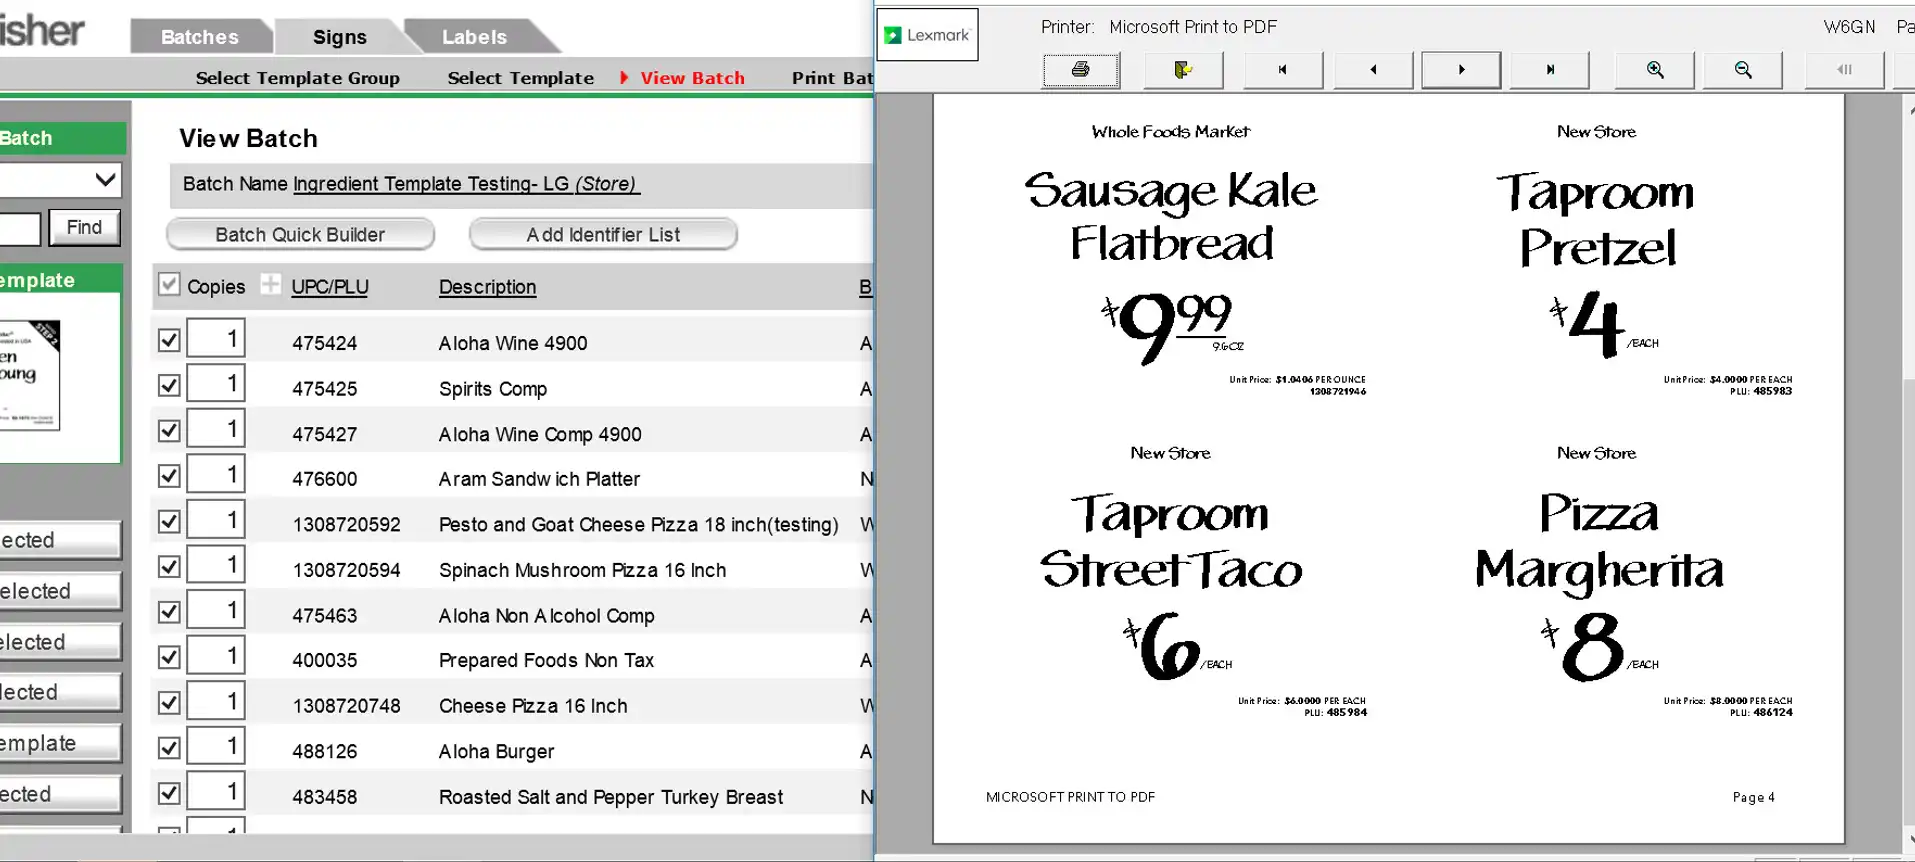 isher
Batches
Signs
Labels
Select Template Group
Select Template
View Batch
Print Bat
Batch
Find
emplate
STEP 2
en
oung
ected
elected
elected
lected
emplate
ected
View Batch
Batch Name Ingredient Template Testing- LG (Store)
Batch Quick Builder
Add Identifier List
Copies UPC/PLU Description B
1 475424 Aloha Wine 4900 A
1 475425 Spirits Comp A
1 475427 Aloha Wine Comp 4900 A
1 476600 Aram Sandwich Platter N
1 1308720592 Pesto and Goat Cheese Pizza 18 inch(testing) W
1 1308720594 Spinach Mushroom Pizza 16 Inch W
1 475463 Aloha Non Alcohol Comp A
1 400035 Prepared Foods Non Tax A
1 1308720748 Cheese Pizza 16 Inch W
1 488126 Aloha Burger A
1 483458 Roasted Salt and Pepper Turkey Breast N
1
Lexmark
Printer: Microsoft Print to PDF
W6GN
Pa
Whole Foods Market
Sausage Kale
Flatbread
$9.99
9.6 OZ
Unit Price: $1.0406 PER OUNCE
1308721946
New Store
Taproom
Pretzel
$4 /EACH
Unit Price: $4.0000 PER EACH
PLU: 485983
New Store
Taproom
Street Taco
$6 /EACH
Unit Price: $6.0000 PER EACH
PLU: 485984
New Store
Pizza
Margherita
$8 /EACH
Unit Price: $8.0000 PER EACH
PLU: 486124
MICROSOFT PRINT TO PDF
Page 4